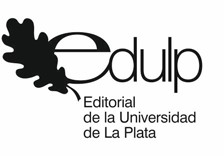 edulp
Editorial
de la Universidad
de La Plata